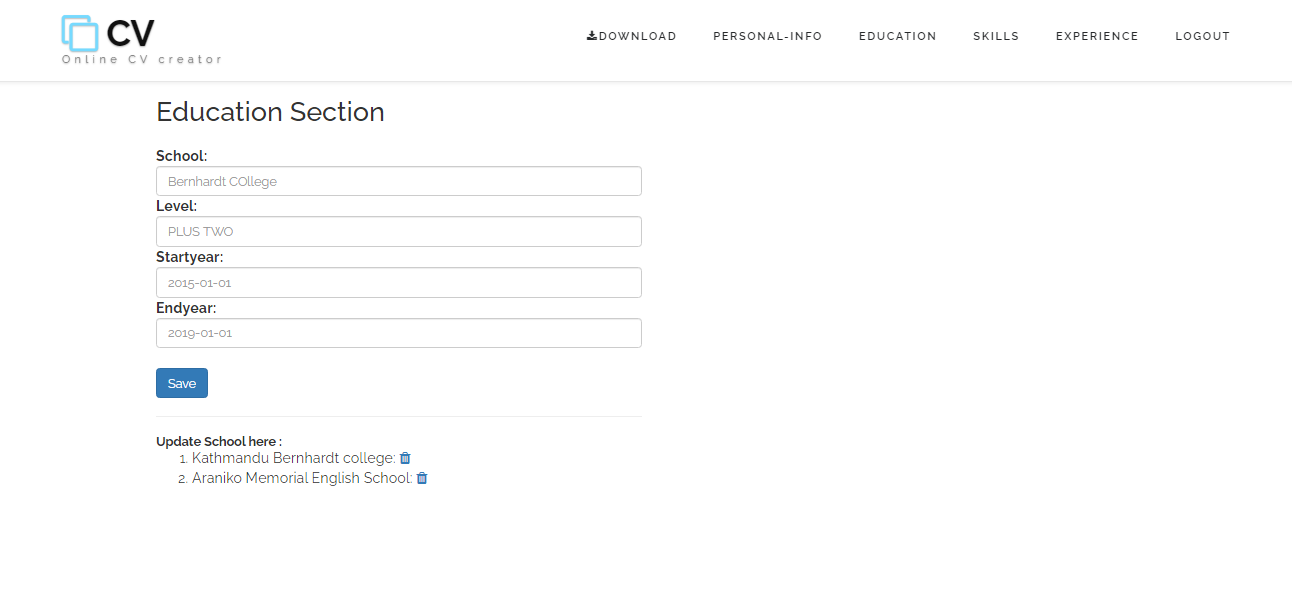 CV
Online CV creator
DOWNLOAD PERSONAL-INFO EDUCATION SKILLS EXPERIENCE LOGOUT
Education Section
School:
Bernhardt COllege
Level:
PLUS TWO
Startyear:
2015-01-01
Endyear:
2019-01-01
Save
Update School here :
1. Kathmandu Bernhardt college:
2. Araniko Memorial English School: